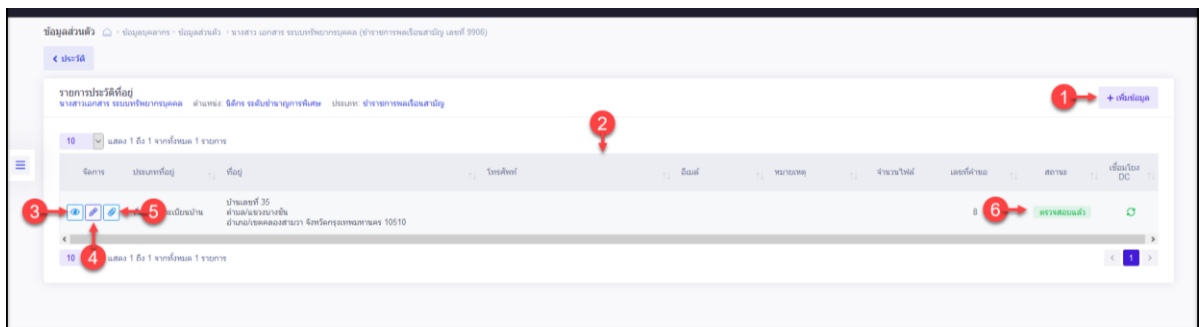 ข้อมูลส่วนตัว - ข้อมูลบุคลากร - ข้อมูลส่วนตัว - นางสาว เอกสาร ระบบทรัพยากรบุคคล (ข้าราชการพลเรือนสามัญ เลขที่ 9906)
ประวัติ
รายการประวัติที่อยู่
นางสาวเอกสาร ระบบทรัพยากรบุคคล ตำแหน่ง: นิติกร ระดับชำนาญการพิเศษ ประเภท: ข้าราชการพลเรือนสามัญ
1
+ เพิ่มข้อมูล
2
10 แสดง 1 ถึง 1 จากทั้งหมด 1 รายการ
จัดการ ประเภทที่อยู่ ที่อยู่ โทรศัพท์ อีเมล์ หมายเหตุ จำนวนไฟล์ เลขที่คำขอ สถานะ เชื่อมโยง DC
บ้านเลขที่ 35
3 5 ทะเบียนบ้าน ตำบล/แขวงบางชัน 8 6 ตรวจสอบแล้ว
อำเภอ/เขตคลองสามวา จังหวัดกรุงเทพมหานคร 10510
4
10 แสดง 1 ถึง 1 จากทั้งหมด 1 รายการ < 1 >